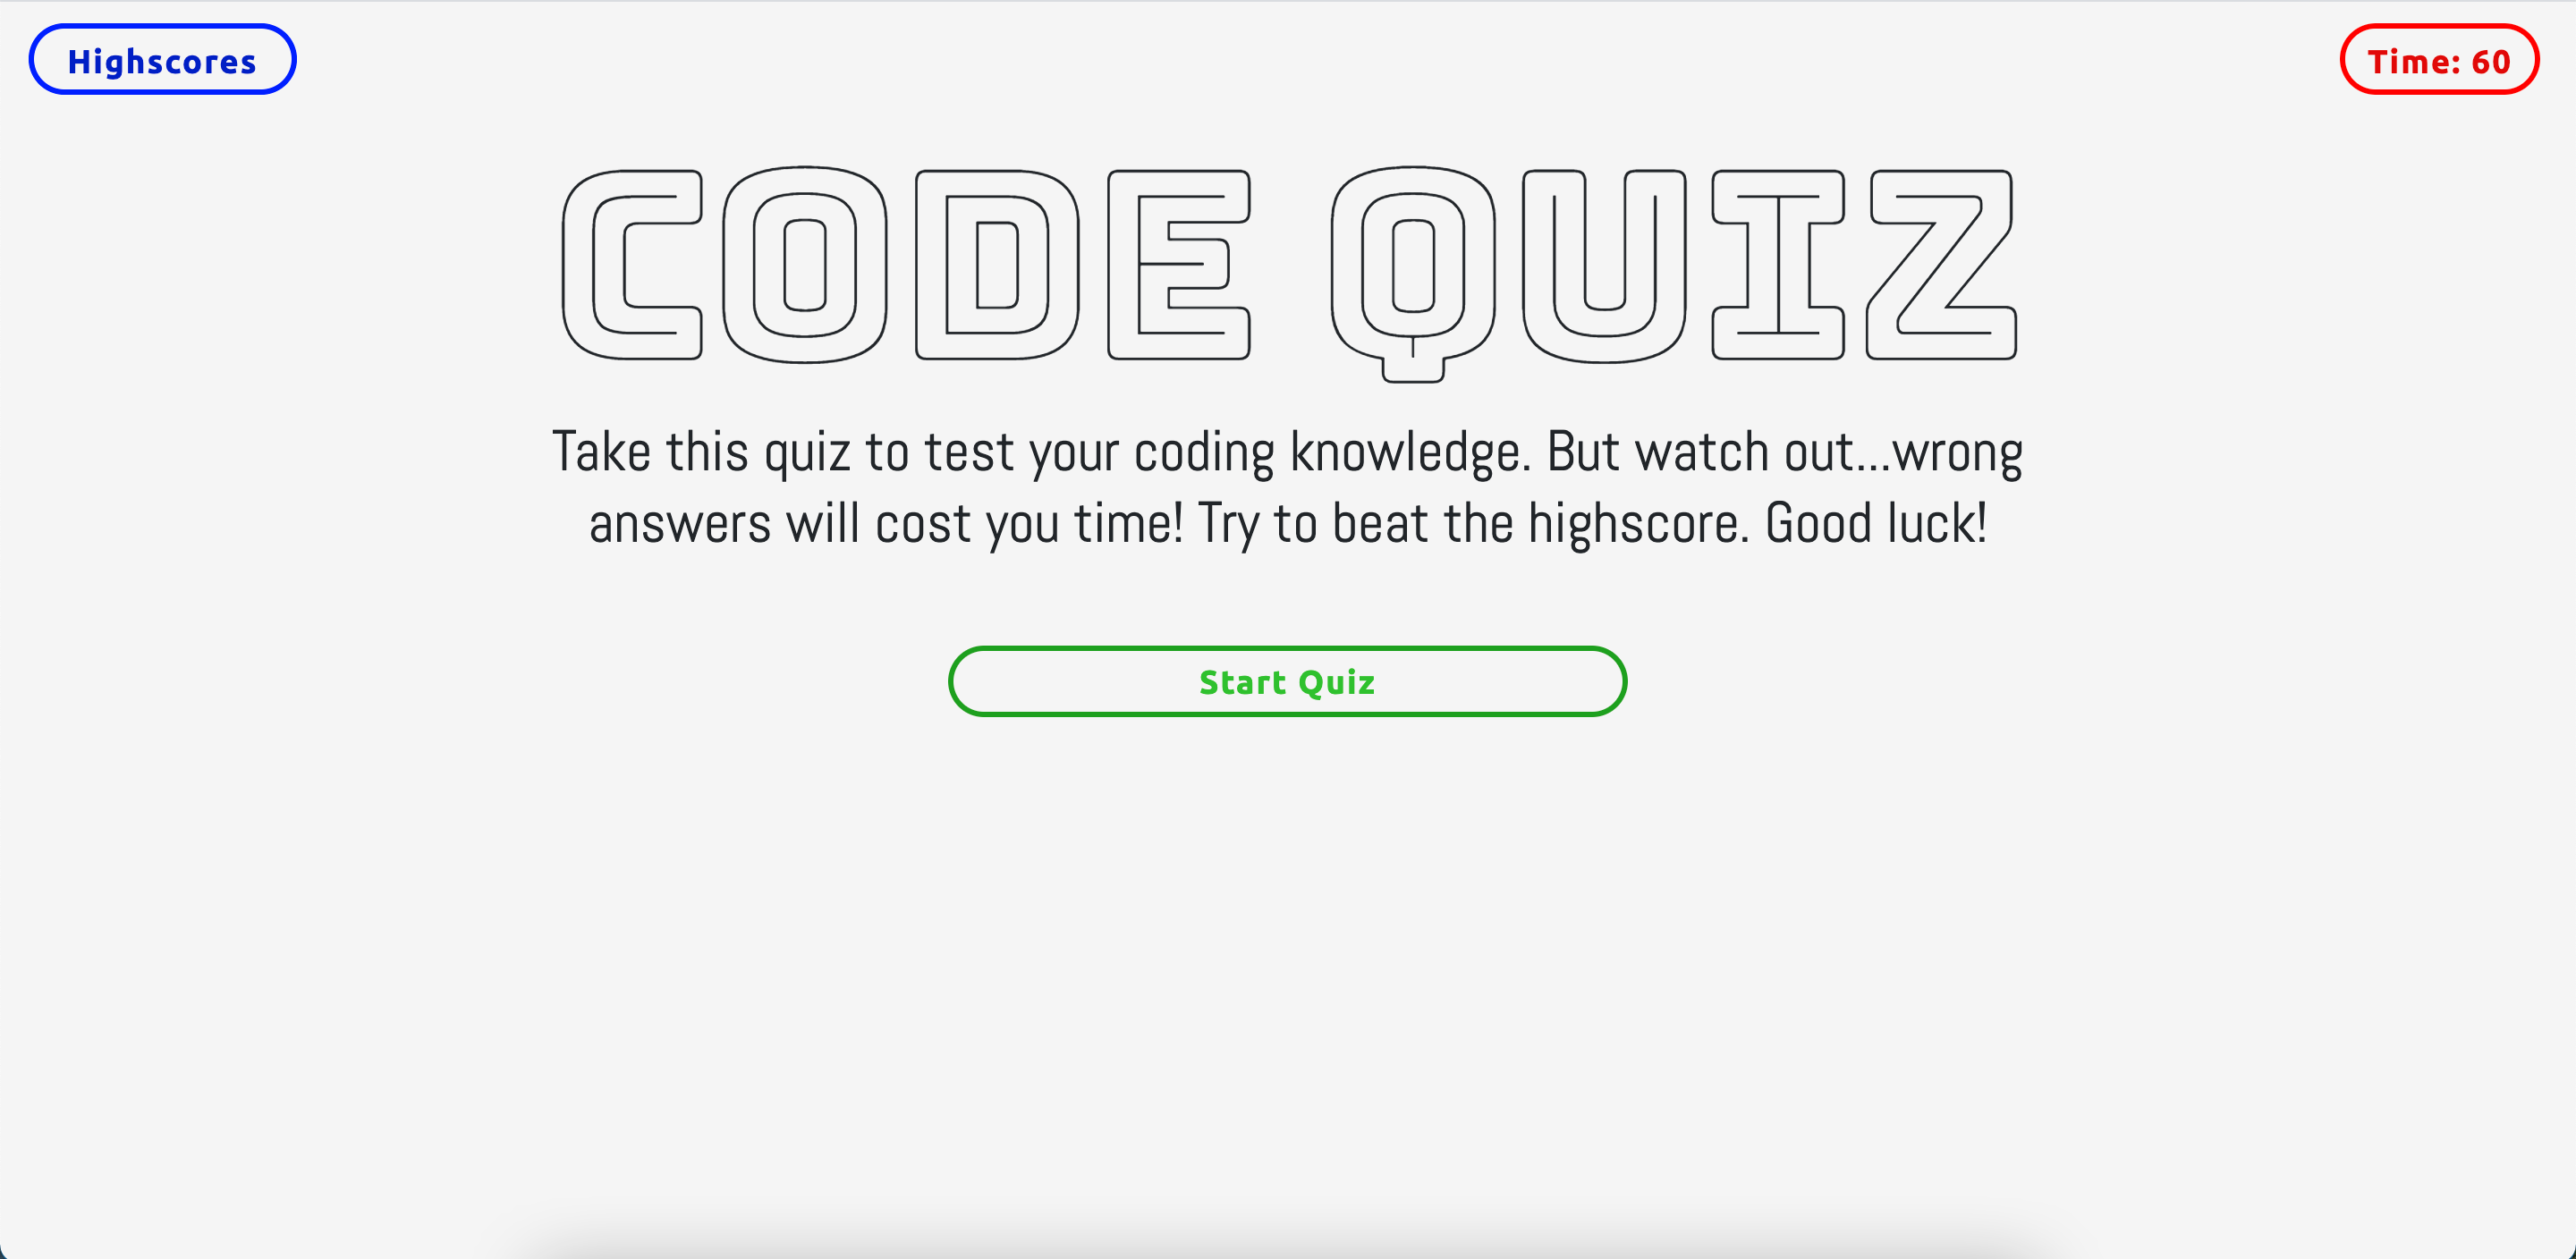 Highscores
Time: 60
CODE QUIZ
Take this quiz to test your coding knowledge. But watch out...wrong
answers will cost you time! Try to beat the highscore. Good luck!
Start Quiz